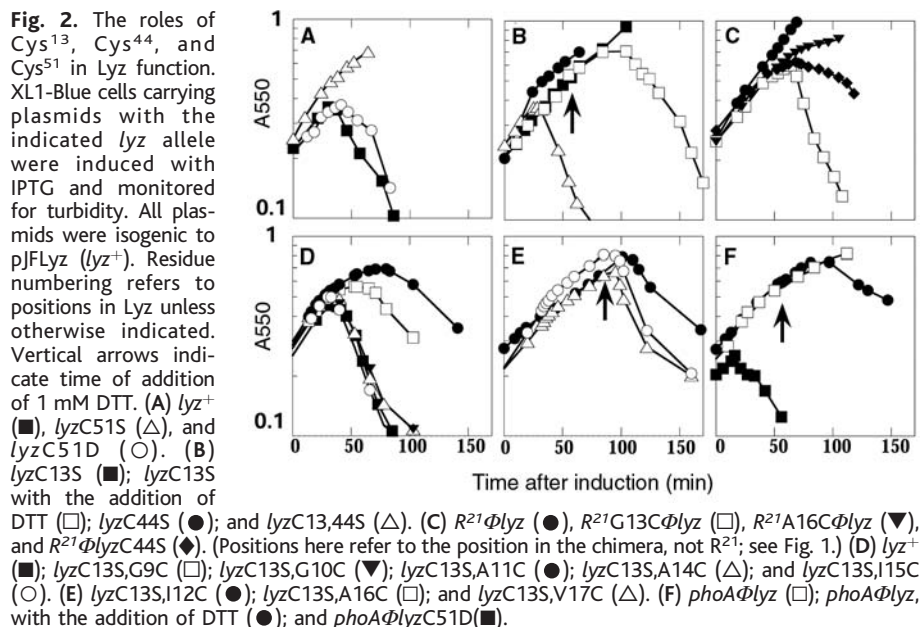 Fig. 2. The roles of
Cys¹³, Cys⁴⁴, and
Cys⁵¹ in Lyz function.
XL1-Blue cells carrying
plasmids with the
indicated lyz allele
were induced with
IPTG and monitored
for turbidity. All plas-
mids were isogenic to
pJFLyz (lyz⁺). Residue
numbering refers to
positions in Lyz unless
otherwise indicated.
Vertical arrows indi-
cate time of addition
of 1 mM DTT. (A) lyz⁺
(■), lyzC51S (△), and
lyzC51D (○). (B)
lyzC13S (■); lyzC13S
with the addition of
DTT (□); lyzC44S (●); and lyzC13,44S (△). (C) R²¹Φlyz (●), R²¹G13CΦlyz (□), R²¹A16CΦlyz (▼),
and R²¹ΦlyzC44S (◆). (Positions here refer to the position in the chimera, not R²¹; see Fig. 1.) (D) lyz⁺
(■); lyzC13S,G9C (□); lyzC13S,G10C (▼); lyzC13S,A11C (●); lyzC13S,A14C (△); and lyzC13S,I15C
(○). (E) lyzC13S,I12C (●); lyzC13S,A16C (□); and lyzC13S,V17C (△). (F) phoAΦlyz (□); phoAΦlyz,
with the addition of DTT (●); and phoAΦlyzC51D(■).
1
A
B
C
A550
0.1
1
D
E
F
A550
0.1
0 50 100 150 0 50 100 150 0 50 100 150
Time after induction (min)